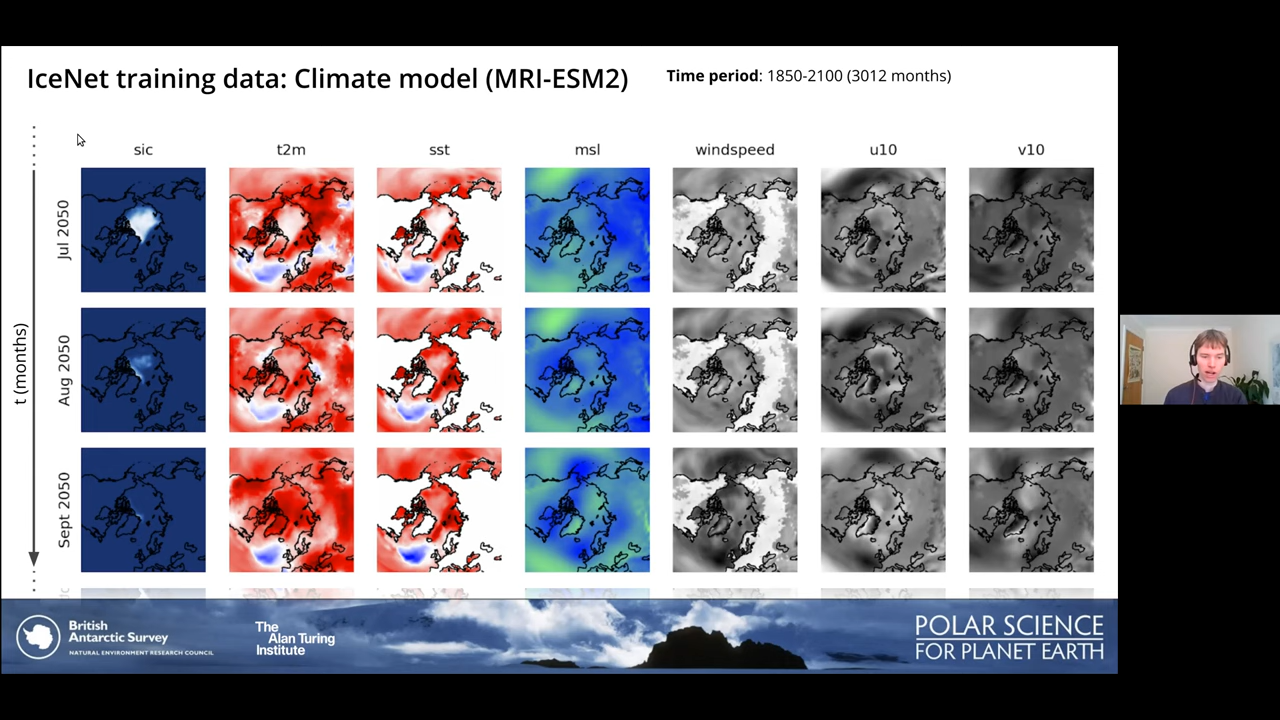 IceNet training data: Climate model (MRI-ESM2)
Time period: 1850-2100 (3012 months)
sic t2m sst msl windspeed u10 v10
Jul 2050
Aug 2050
Sept 2050
t (months)
British
Antarctic Survey
NATURAL ENVIRONMENT RESEARCH COUNCIL
The
Alan Turing
Institute
POLAR SCIENCE
FOR PLANET EARTH